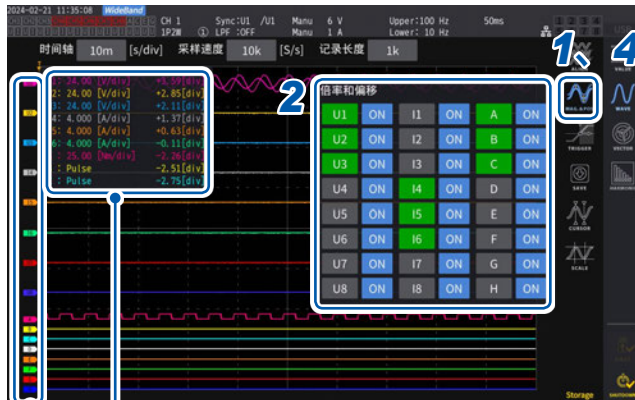 2024-02-21 11:35:08 WideBand CH 1 Sync:U1 /U1 Manu 6 V Upper:100 Hz 50ms
1P2W ① LPF :OFF Manu 1 A Lower: 10 Hz
时间轴 10m [s/div] 采样速度 10k [S/s] 记录长度 1k
1、 4
1: 24.00 [V/div] +3.59[div]
2: 24.00 [V/div] +2.85[div]
3: 24.00 [V/div] +2.11[div]
4: 4.000 [A/div] +1.37[div]
5: 4.000 [A/div] +0.63[div]
6: 4.000 [A/div] -0.11[div]
: 25.00 [Nm/div] -2.26[div]
: Pulse -2.51[div]
: Pulse -2.75[div]
2
倍率和偏移
U1 ON I1 ON A ON
U2 ON I2 ON B ON
U3 ON I3 ON C ON
U4 ON I4 ON D ON
U5 ON I5 ON E ON
U6 ON I6 ON F ON
U7 ON I7 ON G ON
U8 ON I8 ON H ON
VALUE
MAG.&POS
WAVE
TRIGGER
VECTOR
SAVE
HARMONIC
CURSOR
SCALE
Storage
SHUTDOWN